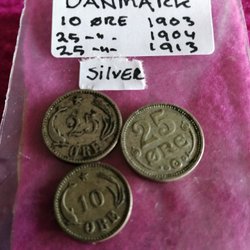 DANMARK
10 ØRE 1903
25 -"- 1904
25 -"- 1913
Silver
25
ØRE
25
ØRE
10
ØRE